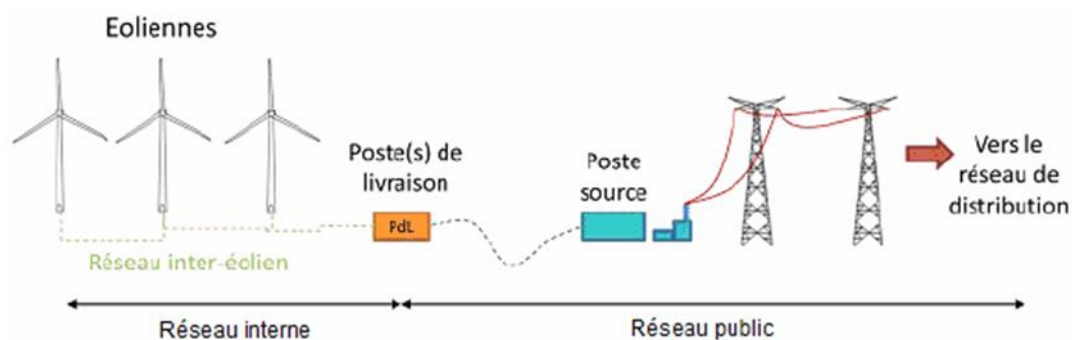 Eoliennes
Poste(s) de
livraison
PdL
Poste
source
Vers le
réseau de
distribution
Réseau inter-éolien
Réseau interne
Réseau public